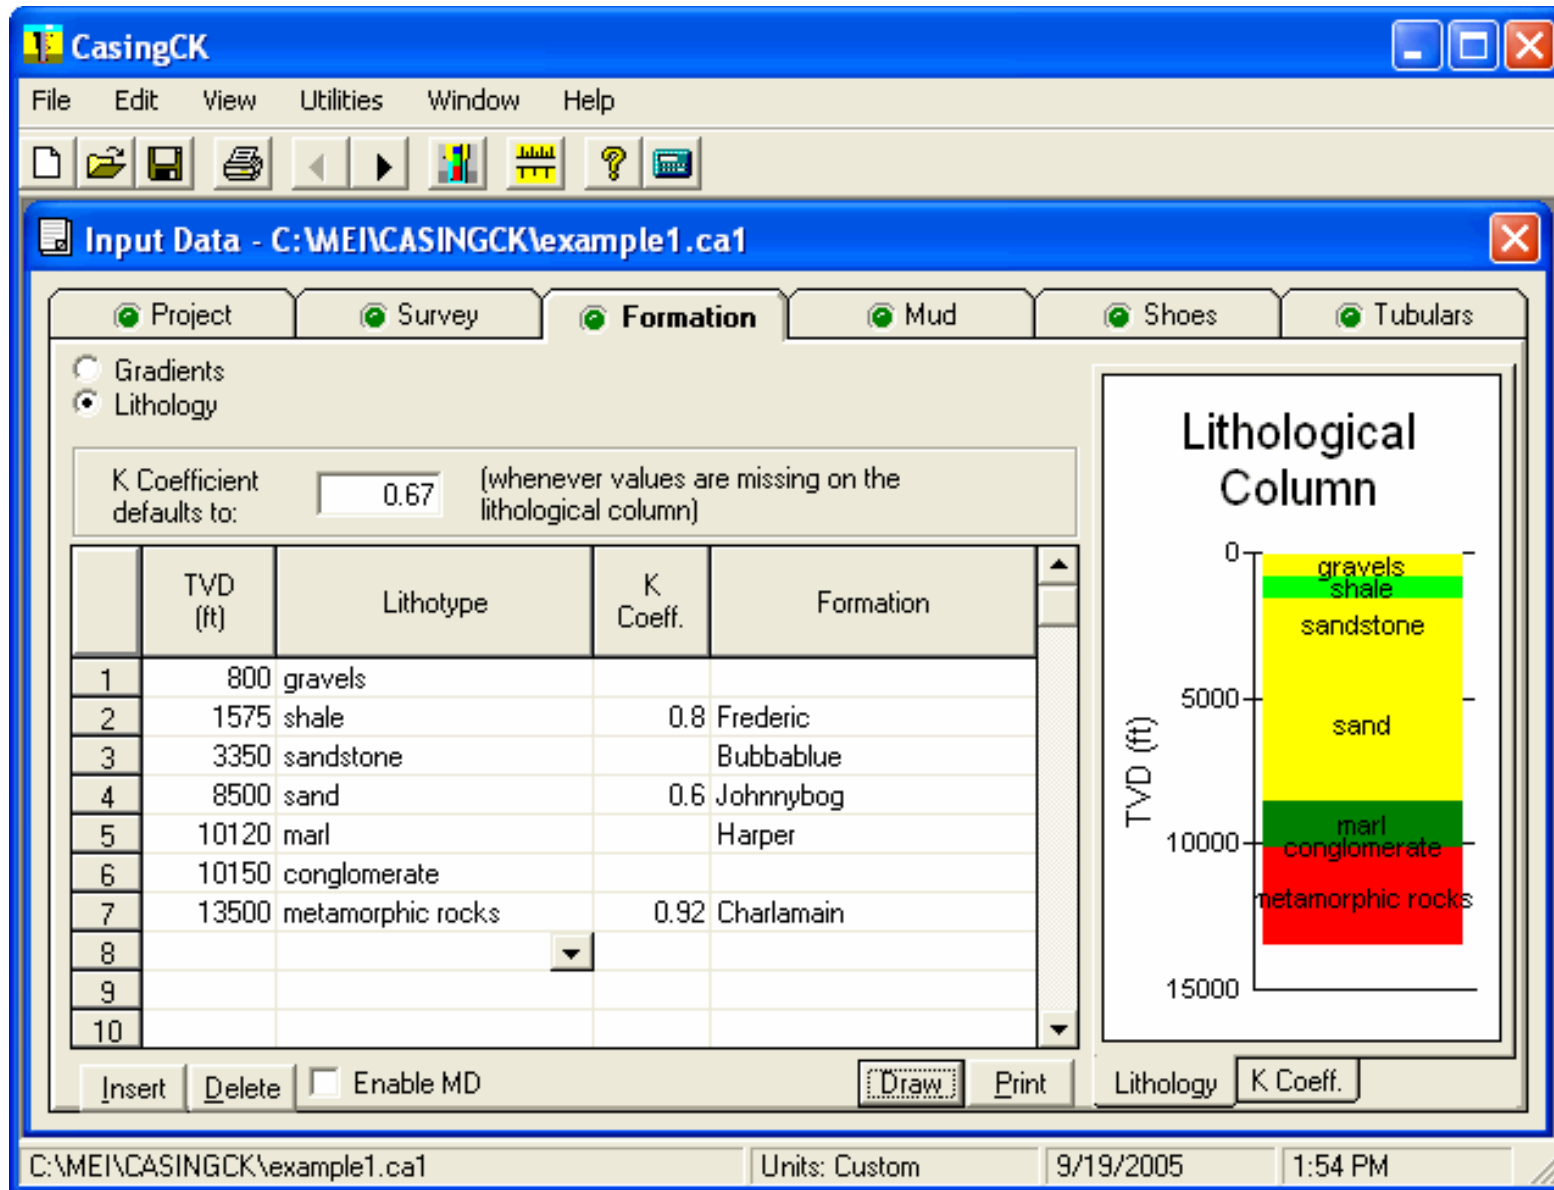 CasingCK
File Edit View Utilities Window Help
Input Data - C:\MEI\CASINGCK\example1.ca1
Project Survey Formation Mud Shoes Tubulars
Gradients
Lithology
K Coefficient
defaults to:
0.67
(whenever values are missing on the
lithological column)
TVD
(ft)
Lithotype
K
Coeff.
Formation
1 800 gravels
2 1575 shale 0.8 Frederic
3 3350 sandstone Bubbablue
4 8500 sand 0.6 Johnnybog
5 10120 marl Harper
6 10150 conglomerate
7 13500 metamorphic rocks 0.92 Charlamain
8
9
10
Insert Delete Enable MD Draw Print
Lithological
Column
0
gravels
shale
sandstone
5000
sand
TVD (ft)
marl
10000
conglomerate
metamorphic rocks
15000
Lithology K Coeff.
C:\MEI\CASINGCK\example1.ca1 Units: Custom 9/19/2005 1:54 PM